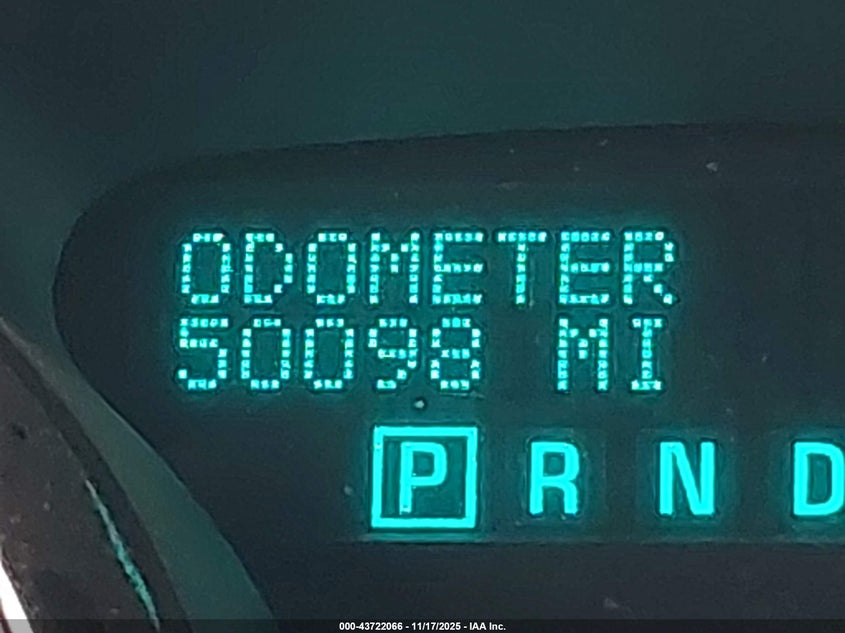 ODOMETER
50098 MI
P R N D
000-43722066 - 11/17/2025 - IAA Inc.